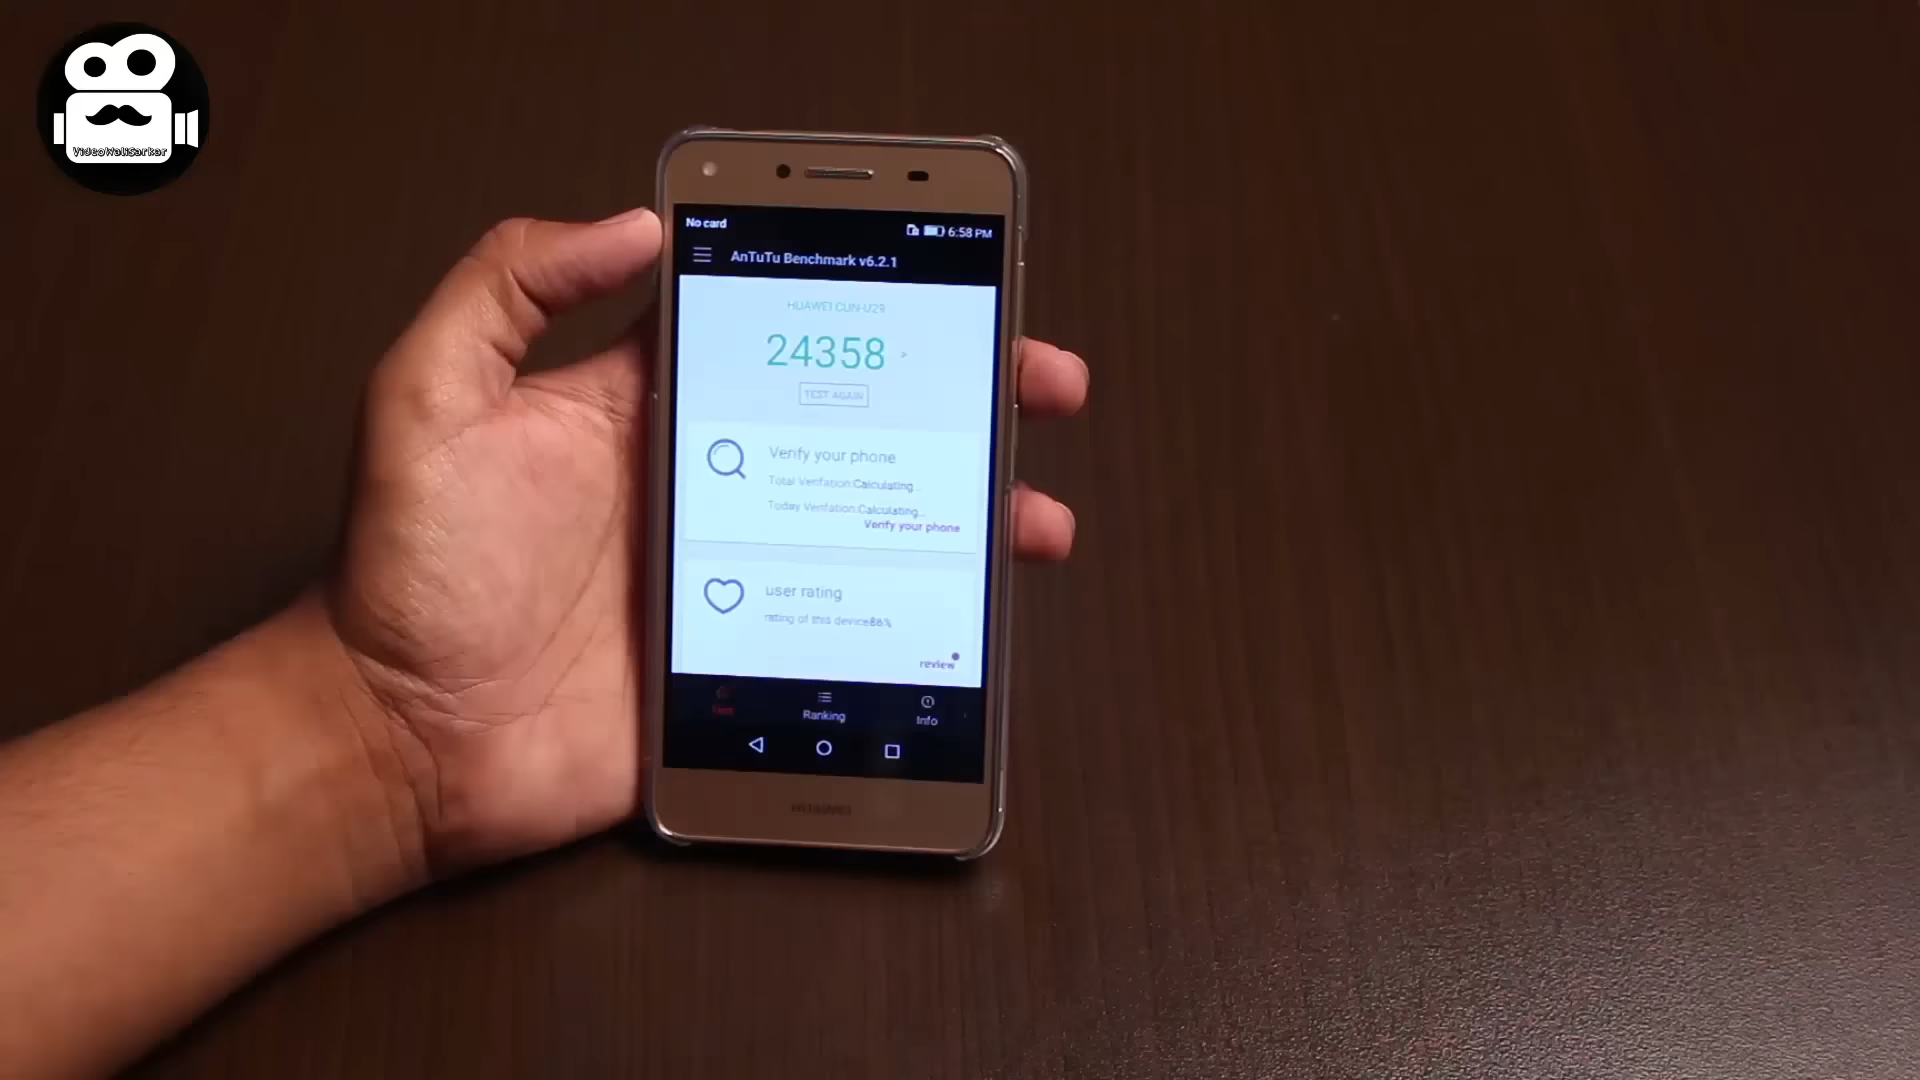 VideoWaliSarkar
No card
6:58 PM
AnTuTu Benchmark v6.2.1
HUAWEI CUN-U29
24358 >
TEST AGAIN
Verify your phone
Total Verifation:Calculating...
Today Verifation:Calculating...
Verify your phone
user rating
rating of this device86%
review
Test
Ranking
Info
HUAWEI